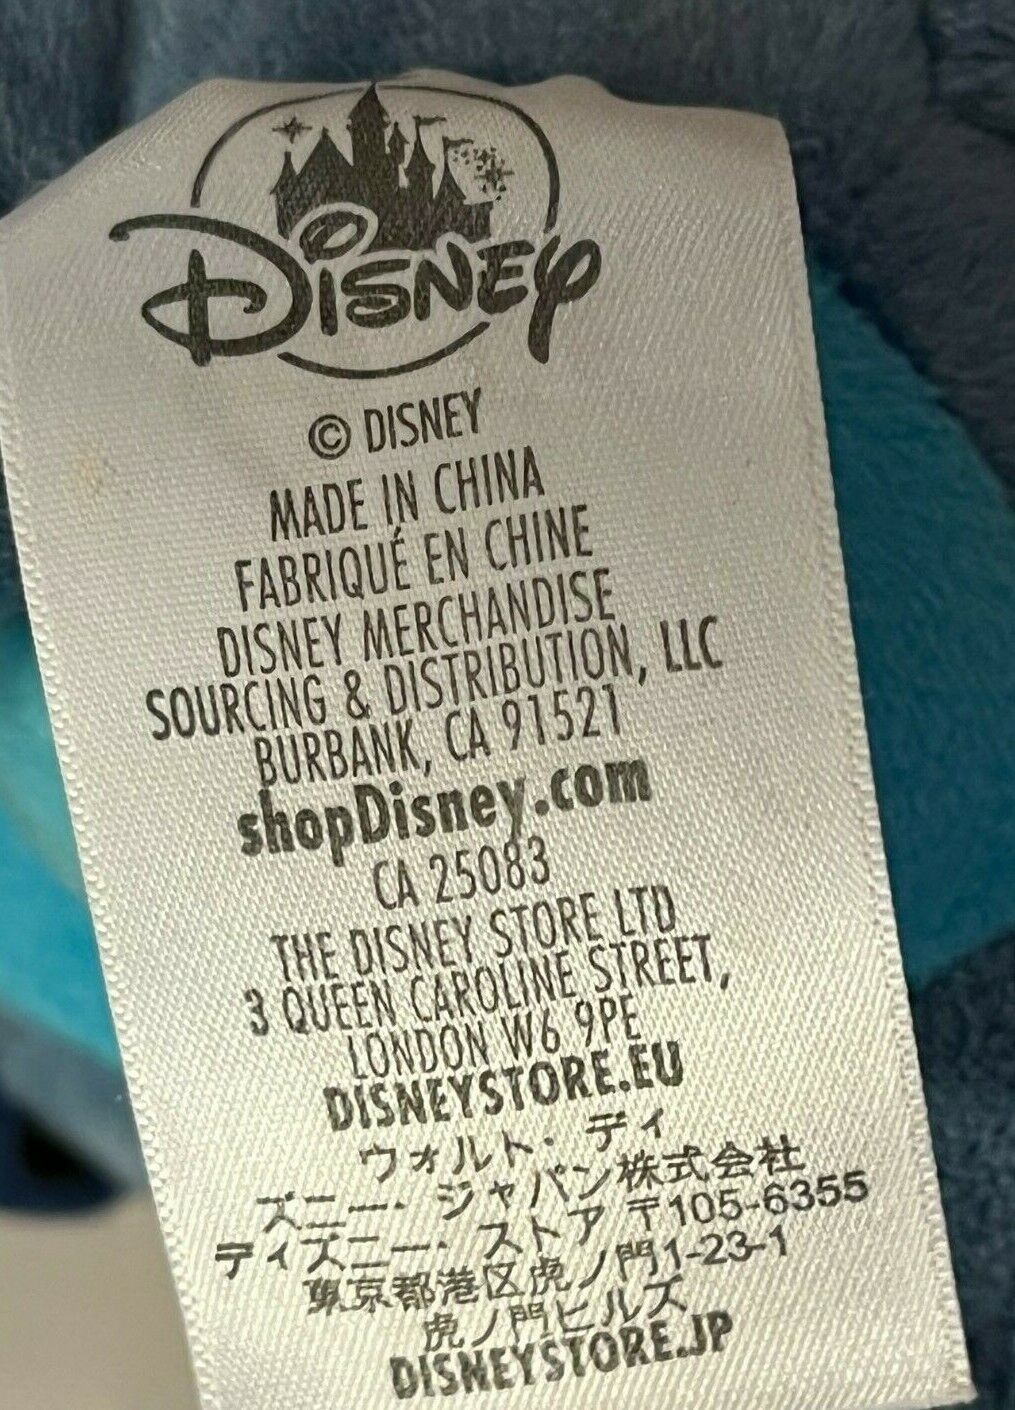 Disney
© DISNEY
MADE IN CHINA
FABRIQUÉ EN CHINE
DISNEY MERCHANDISE
SOURCING & DISTRIBUTION, LLC
BURBANK, CA 91521
shopDisney.com
CA 25083
THE DISNEY STORE LTD
3 QUEEN CAROLINE STREET,
LONDON W6 9PE
DISNEYSTORE.EU
ウォルト・ディ
ズニー・ジャパン株式会社
ディズニー・ストア 〒105-6355
東京都港区虎ノ門1-23-1
虎ノ門ヒルズ
DISNEYSTORE.JP